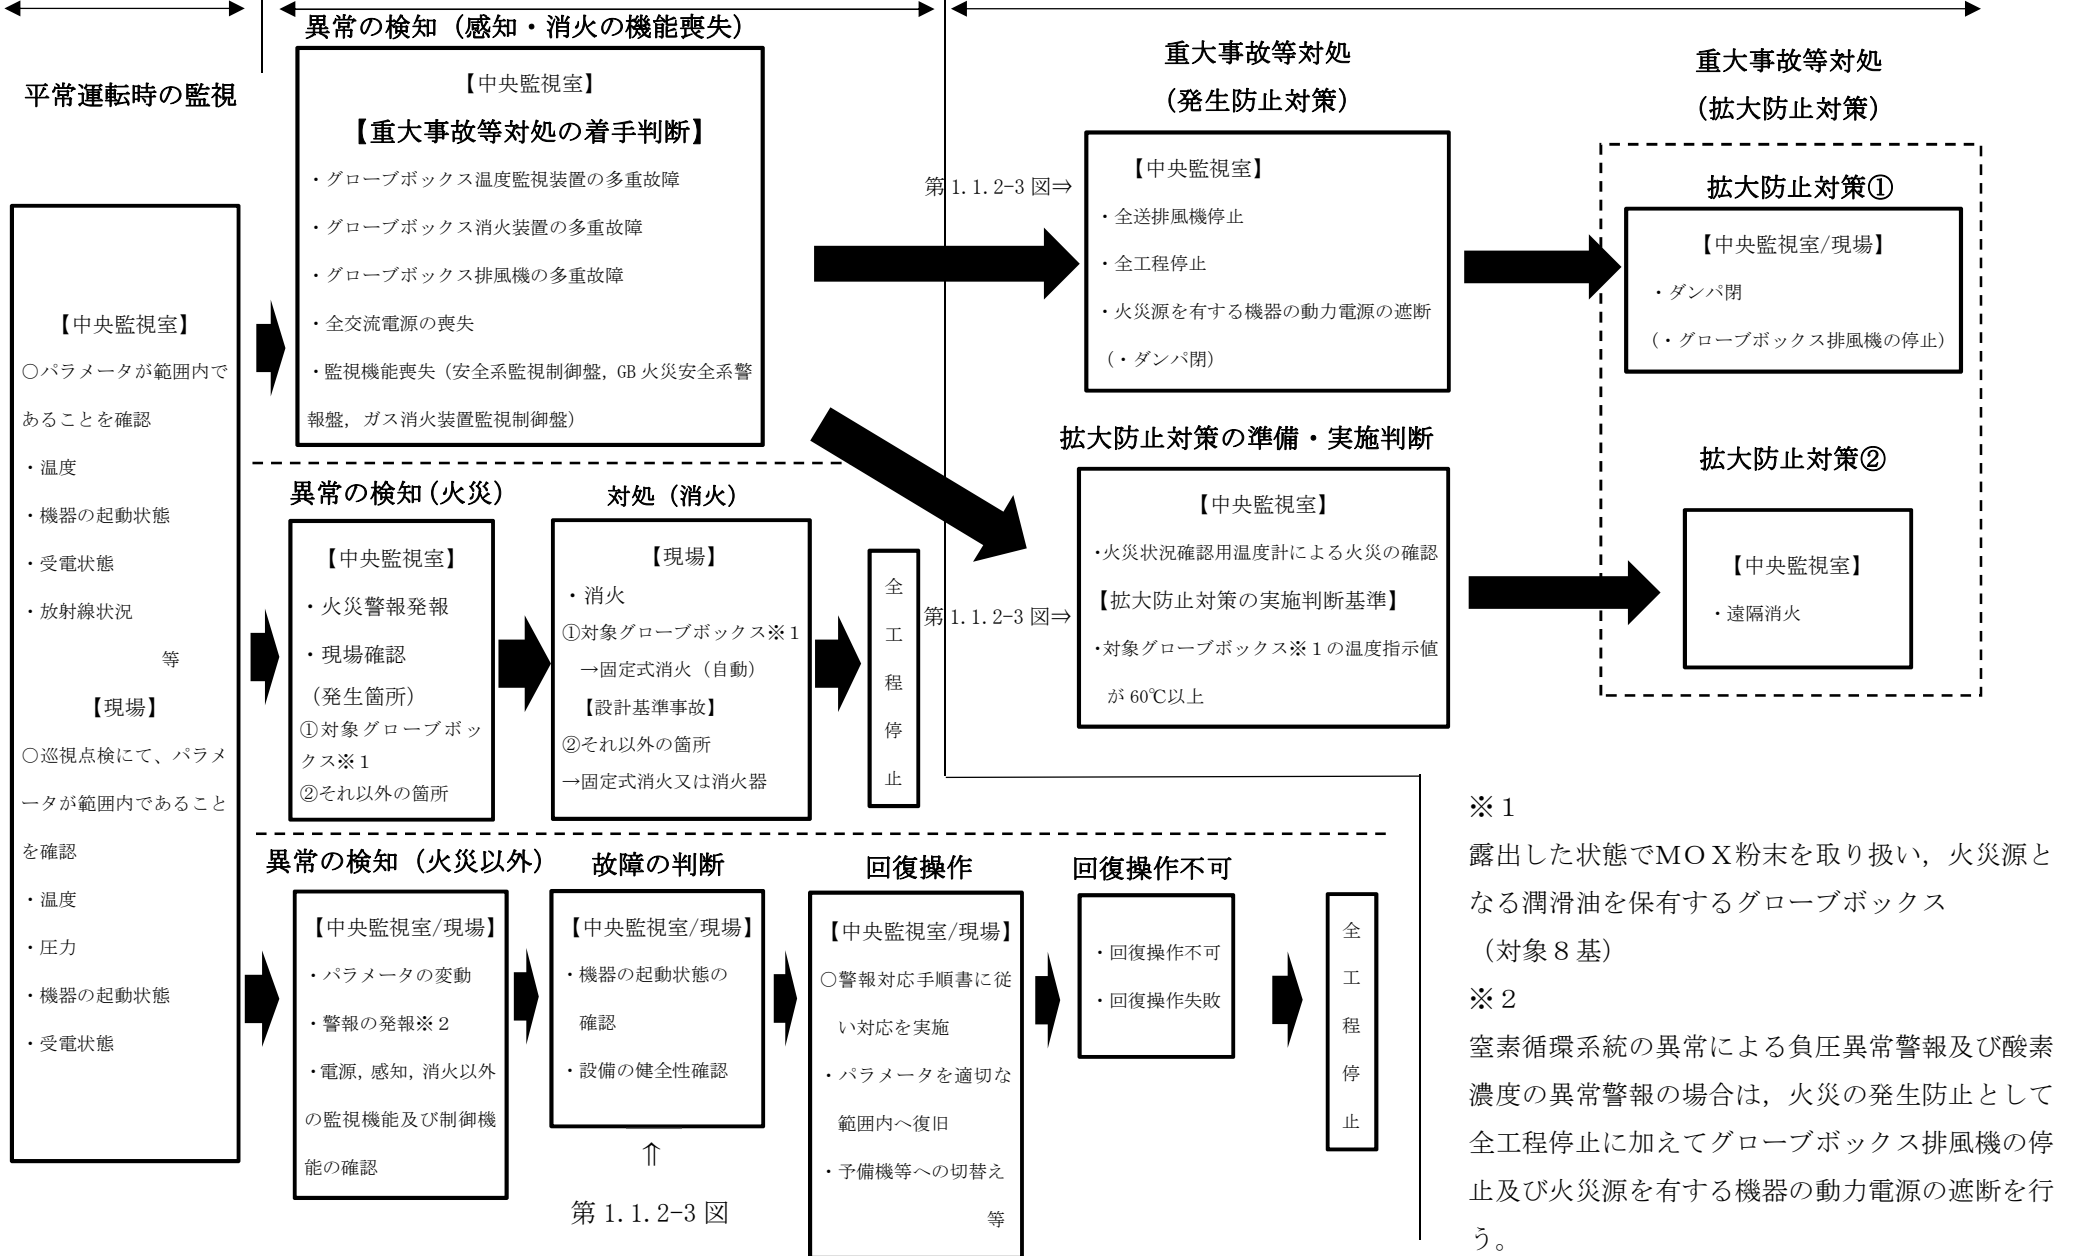 平常運転時の監視
【中央監視室】
○パラメータが範囲内で
あることを確認
・温度
・機器の起動状態
・受電状態
・放射線状況
等
【現場】
○巡視点検にて、パラメ
ータが範囲内であること
を確認
・温度
・圧力
・機器の起動状態
・受電状態
異常の検知（感知・消火の機能喪失）
【中央監視室】
【重大事故等対処の着手判断】
・グローブボックス温度監視装置の多重故障
・グローブボックス消火装置の多重故障
・グローブボックス排風機の多重故障
・全交流電源の喪失
・監視機能喪失（安全系監視制御盤，GB火災安全系警
報盤，ガス消火装置監視制御盤）
第1.1.2-3図⇒
重大事故等対処
（発生防止対策）
【中央監視室】
・全送排風機停止
・全工程停止
・火災源を有する機器の動力電源の遮断
（・ダンパ閉）
重大事故等対処
（拡大防止対策）
拡大防止対策①
【中央監視室/現場】
・ダンパ閉
（・グローブボックス排風機の停止）
拡大防止対策の準備・実施判断
【中央監視室】
・火災状況確認用温度計による火災の確認
【拡大防止対策の実施判断基準】
・対象グローブボックス※１の温度指示値
が60℃以上
第1.1.2-3図⇒
拡大防止対策②
【中央監視室】
・遠隔消火
異常の検知（火災）
【中央監視室】
・火災警報発報
・現場確認
（発生箇所）
①対象グローブボッ
クス※１
②それ以外の箇所
対処（消火）
【現場】
・消火
①対象グローブボックス※１
→固定式消火（自動）
【設計基準事故】
②それ以外の箇所
→固定式消火又は消火器
全工程停止
異常の検知（火災以外）
【中央監視室/現場】
・パラメータの変動
・警報の発報※２
・電源，感知，消火以外
の監視機能及び制御機
能の確認
故障の判断
【中央監視室/現場】
・機器の起動状態の
確認
・設備の健全性確認
⇑
第1.1.2-3図
回復操作
【中央監視室/現場】
○警報対応手順書に従
い対応を実施
・パラメータを適切な
範囲内へ復旧
・予備機等への切替え
等
回復操作不可
・回復操作不可
・回復操作失敗
全工程停止
※１
露出した状態でＭＯＸ粉末を取り扱い，火災源と
なる潤滑油を保有するグローブボックス
（対象８基）
※２
窒素循環系統の異常による負圧異常警報及び酸素
濃度の異常警報の場合は，火災の発生防止として
全工程停止に加えてグローブボックス排風機の停
止及び火災源を有する機器の動力電源の遮断を行
う。